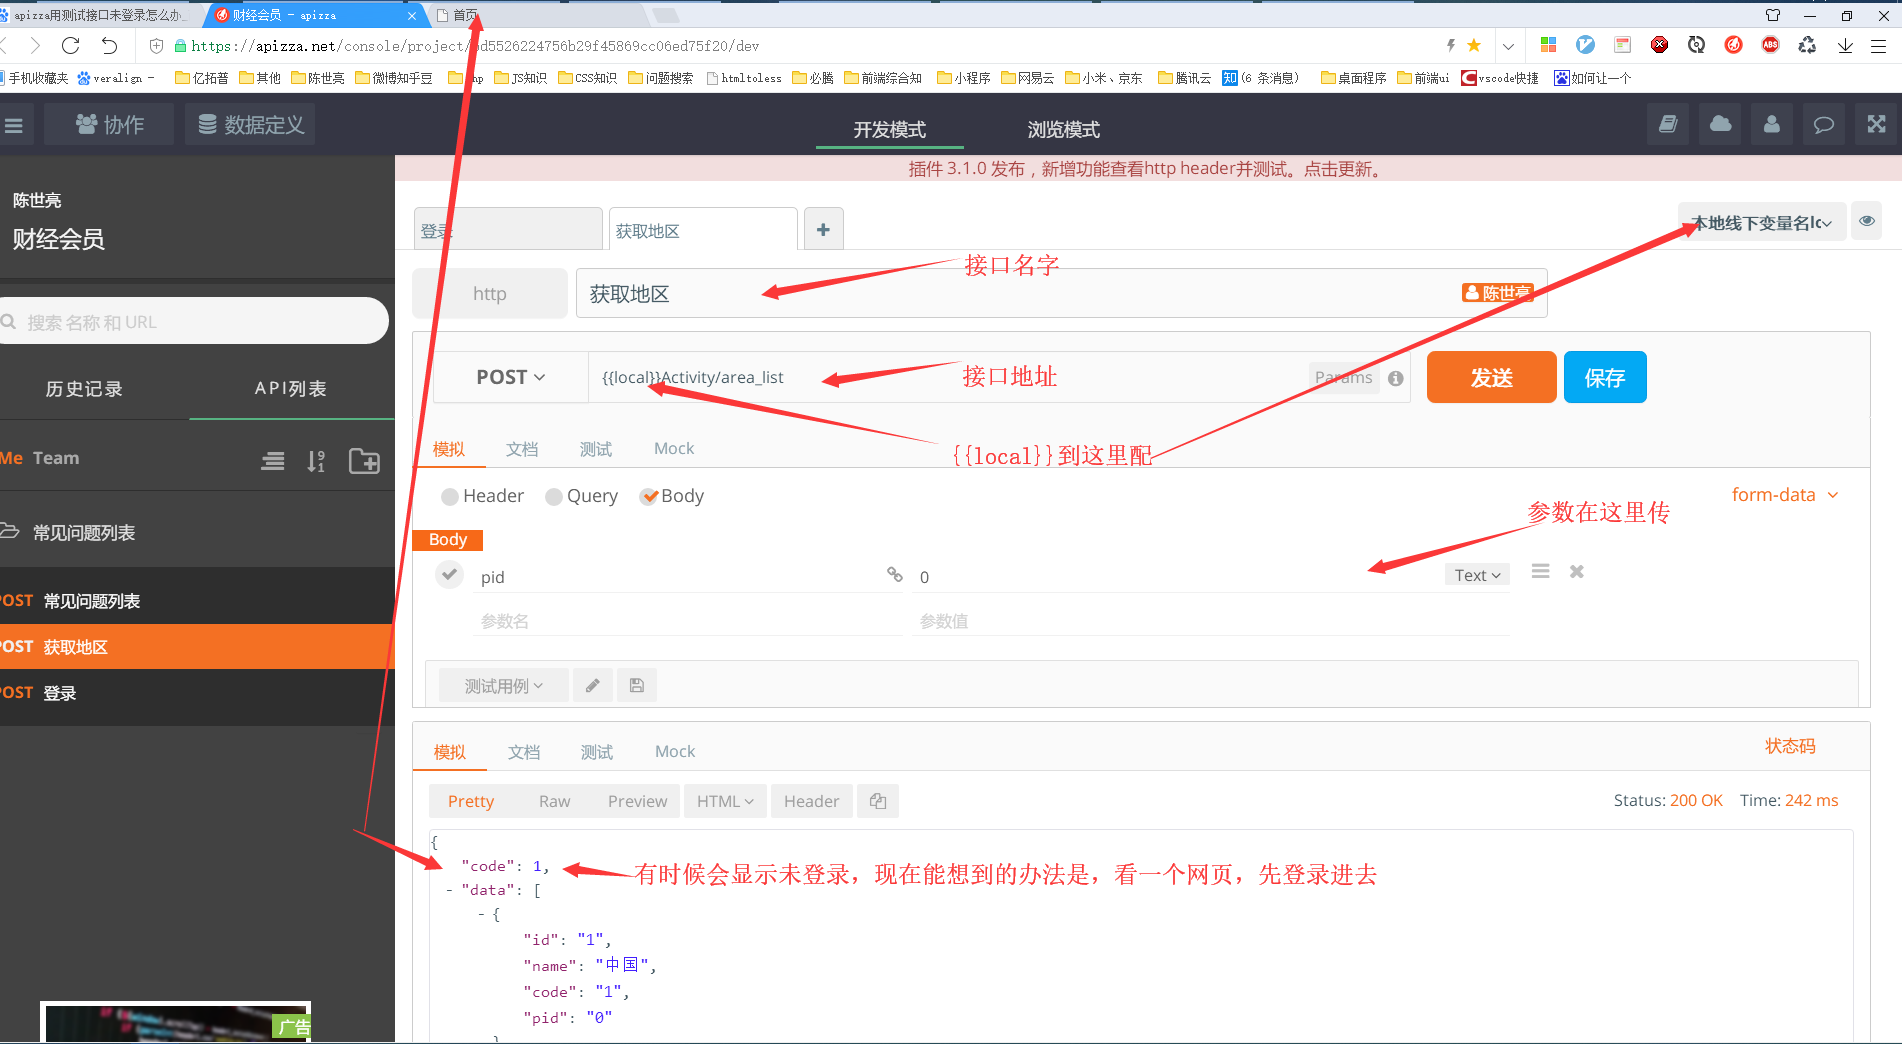 apizza用测试接口未登录怎么办_
财经会员 - apizza
首页
https://apizza.net/console/project/bd5526224756b29f45869cc06ed75f20/dev
手机收藏夹 veralign - 亿拓普 其他 陈世亮 微博知乎豆 php JS知识 CSS知识 问题搜索 htmltoless 必腾 前端综合知 小程序 网易云 小米、京东 腾讯云 知 (6 条消息) 桌面程序 前端ui vscode快捷 如何让一个
协作 数据定义 开发模式 浏览模式
插件 3.1.0 发布，新增功能查看http header并测试。点击更新。
陈世亮
财经会员
搜索 名称 和 URL
历史记录 API列表
Me Team
常见问题列表
POST 常见问题列表
POST 获取地区
POST 登录
广告
登录 获取地区 + 本地线下变量名lo
接口名字
http 获取地区 陈世亮
POST {{local}}Activity/area_list 接口地址 Params 发送 保存
模拟 文档 测试 Mock
{{local}}到这里配
Header Query Body form-data
参数在这里传
Body
pid 0 Text
参数名 参数值
测试用例
模拟 文档 测试 Mock 状态码
Pretty Raw Preview HTML Header Status: 200 OK Time: 242 ms
{
"code": 1, 有时候会显示未登录，现在能想到的办法是，看一个网页，先登录进去
- "data": [
- {
"id": "1",
"name": "中国",
"code": "1",
"pid": "0"
}